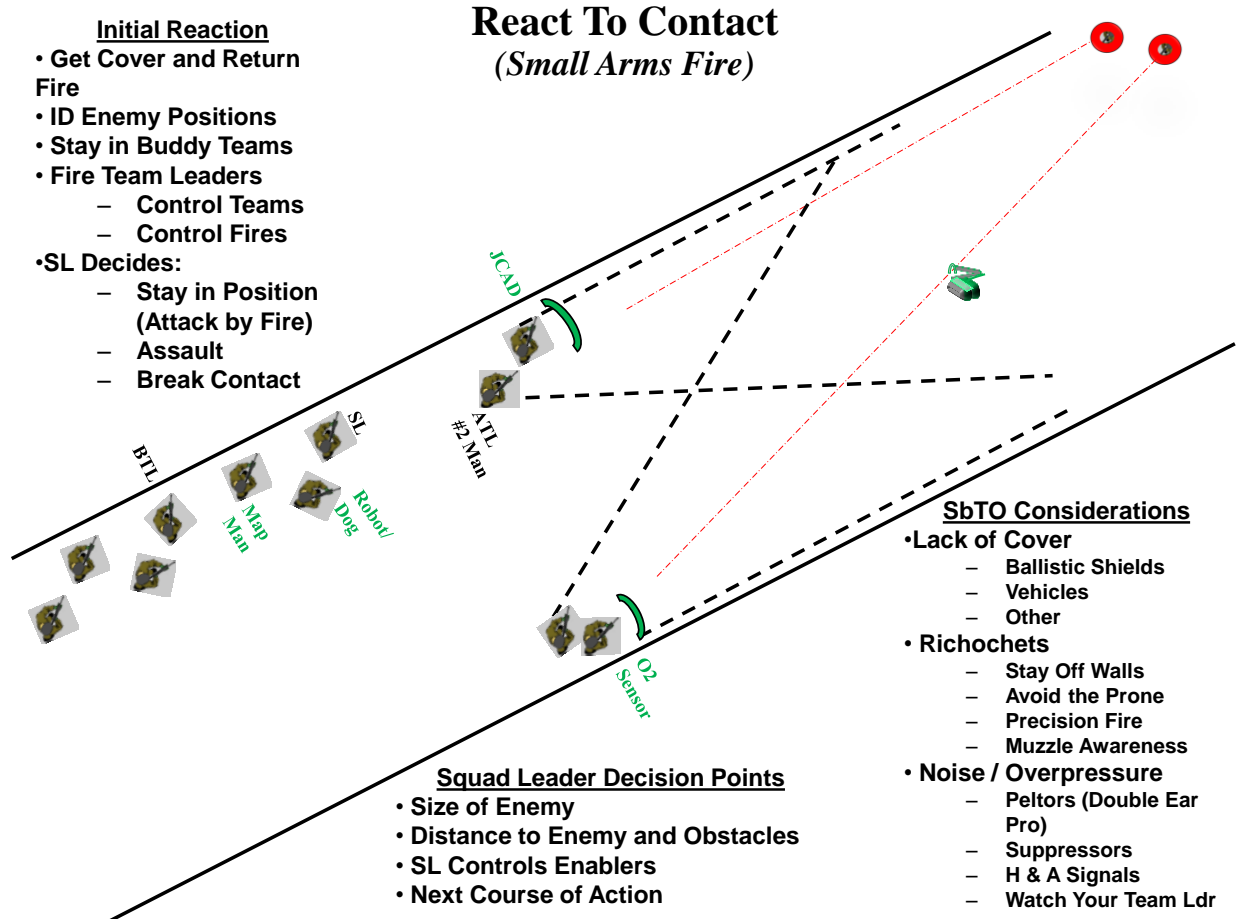 React To Contact
(Small Arms Fire)
Initial Reaction
• Get Cover and Return
Fire
• ID Enemy Positions
• Stay in Buddy Teams
• Fire Team Leaders
– Control Teams
– Control Fires
•SL Decides:
– Stay in Position
(Attack by Fire)
– Assault
– Break Contact
JCAD
ATL
#2 Man
SL
Robot/
Dog
Map
Man
BTL
O2
Sensor
Squad Leader Decision Points
• Size of Enemy
• Distance to Enemy and Obstacles
• SL Controls Enablers
• Next Course of Action
SbTO Considerations
•Lack of Cover
– Ballistic Shields
– Vehicles
– Other
• Richochets
– Stay Off Walls
– Avoid the Prone
– Precision Fire
– Muzzle Awareness
• Noise / Overpressure
– Peltors (Double Ear
Pro)
– Suppressors
– H & A Signals
– Watch Your Team Ldr